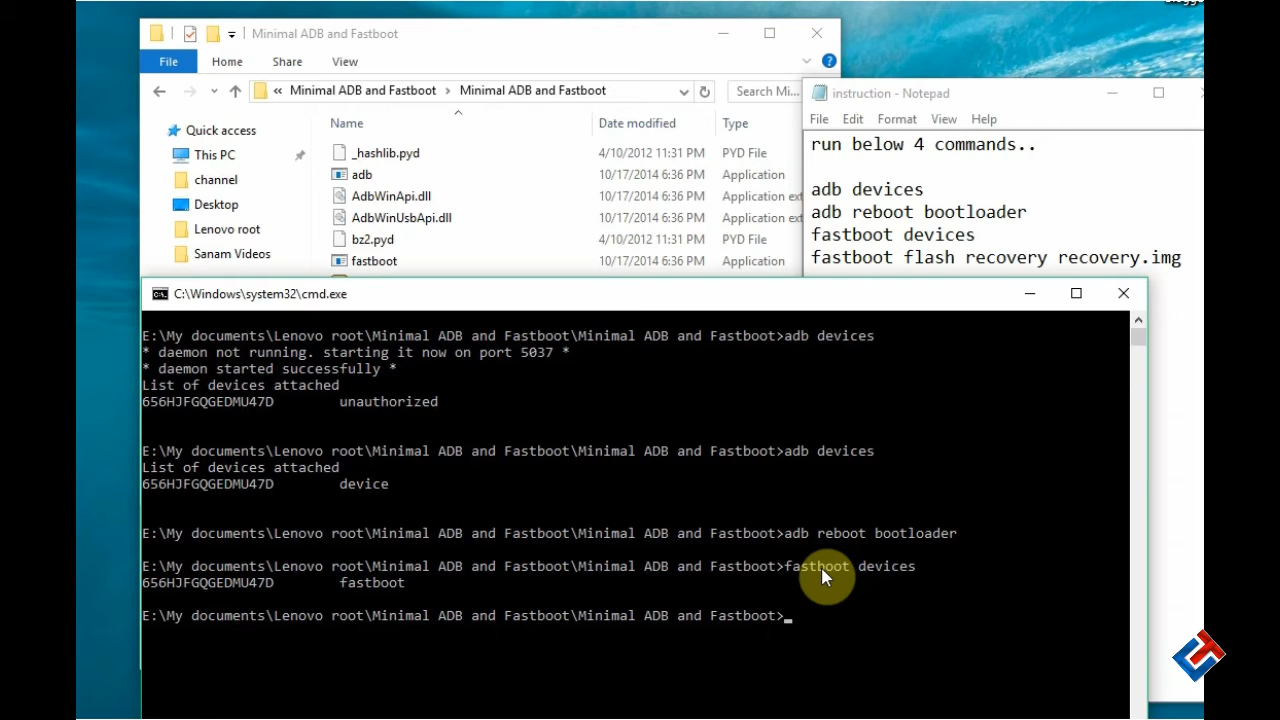 Minimal ADB and Fastboot
File Home Share View
« Minimal ADB and Fastboot > Minimal ADB and Fastboot
Search Mi...
Name Date modified Type
Quick access
This PC
channel
Desktop
Lenovo root
Sanam Videos
_hashlib.pyd 4/10/2012 11:31 PM PYD File
adb 10/17/2014 6:36 PM Application
AdbWinApi.dll 10/17/2014 6:36 PM Application ext
AdbWinUsbApi.dll 10/17/2014 6:36 PM Application ext
bz2.pyd 4/10/2012 11:31 PM PYD File
fastboot 10/17/2014 6:36 PM Application
instruction - Notepad
File Edit Format View Help
run below 4 commands..
adb devices
adb reboot bootloader
fastboot devices
fastboot flash recovery recovery.img
C:\Windows\system32\cmd.exe
E:\My documents\Lenovo root\Minimal ADB and Fastboot\Minimal ADB and Fastboot>adb devices
* daemon not running. starting it now on port 5037 *
* daemon started successfully *
List of devices attached
656HJFGQGEDMU47D unauthorized
E:\My documents\Lenovo root\Minimal ADB and Fastboot\Minimal ADB and Fastboot>adb devices
List of devices attached
656HJFGQGEDMU47D device
E:\My documents\Lenovo root\Minimal ADB and Fastboot\Minimal ADB and Fastboot>adb reboot bootloader
E:\My documents\Lenovo root\Minimal ADB and Fastboot\Minimal ADB and Fastboot>fastboot devices
656HJFGQGEDMU47D fastboot
E:\My documents\Lenovo root\Minimal ADB and Fastboot\Minimal ADB and Fastboot>_